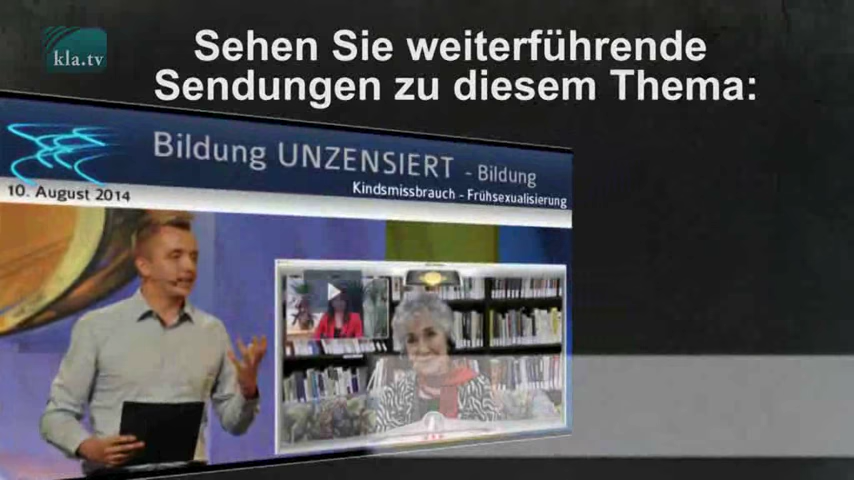 kla.tv
Sehen Sie weiterführende
Sendungen zu diesem Thema:
Bildung UNZENSIERT - Bildung
Kindsmissbrauch - Frühsexualisierung
10. August 2014